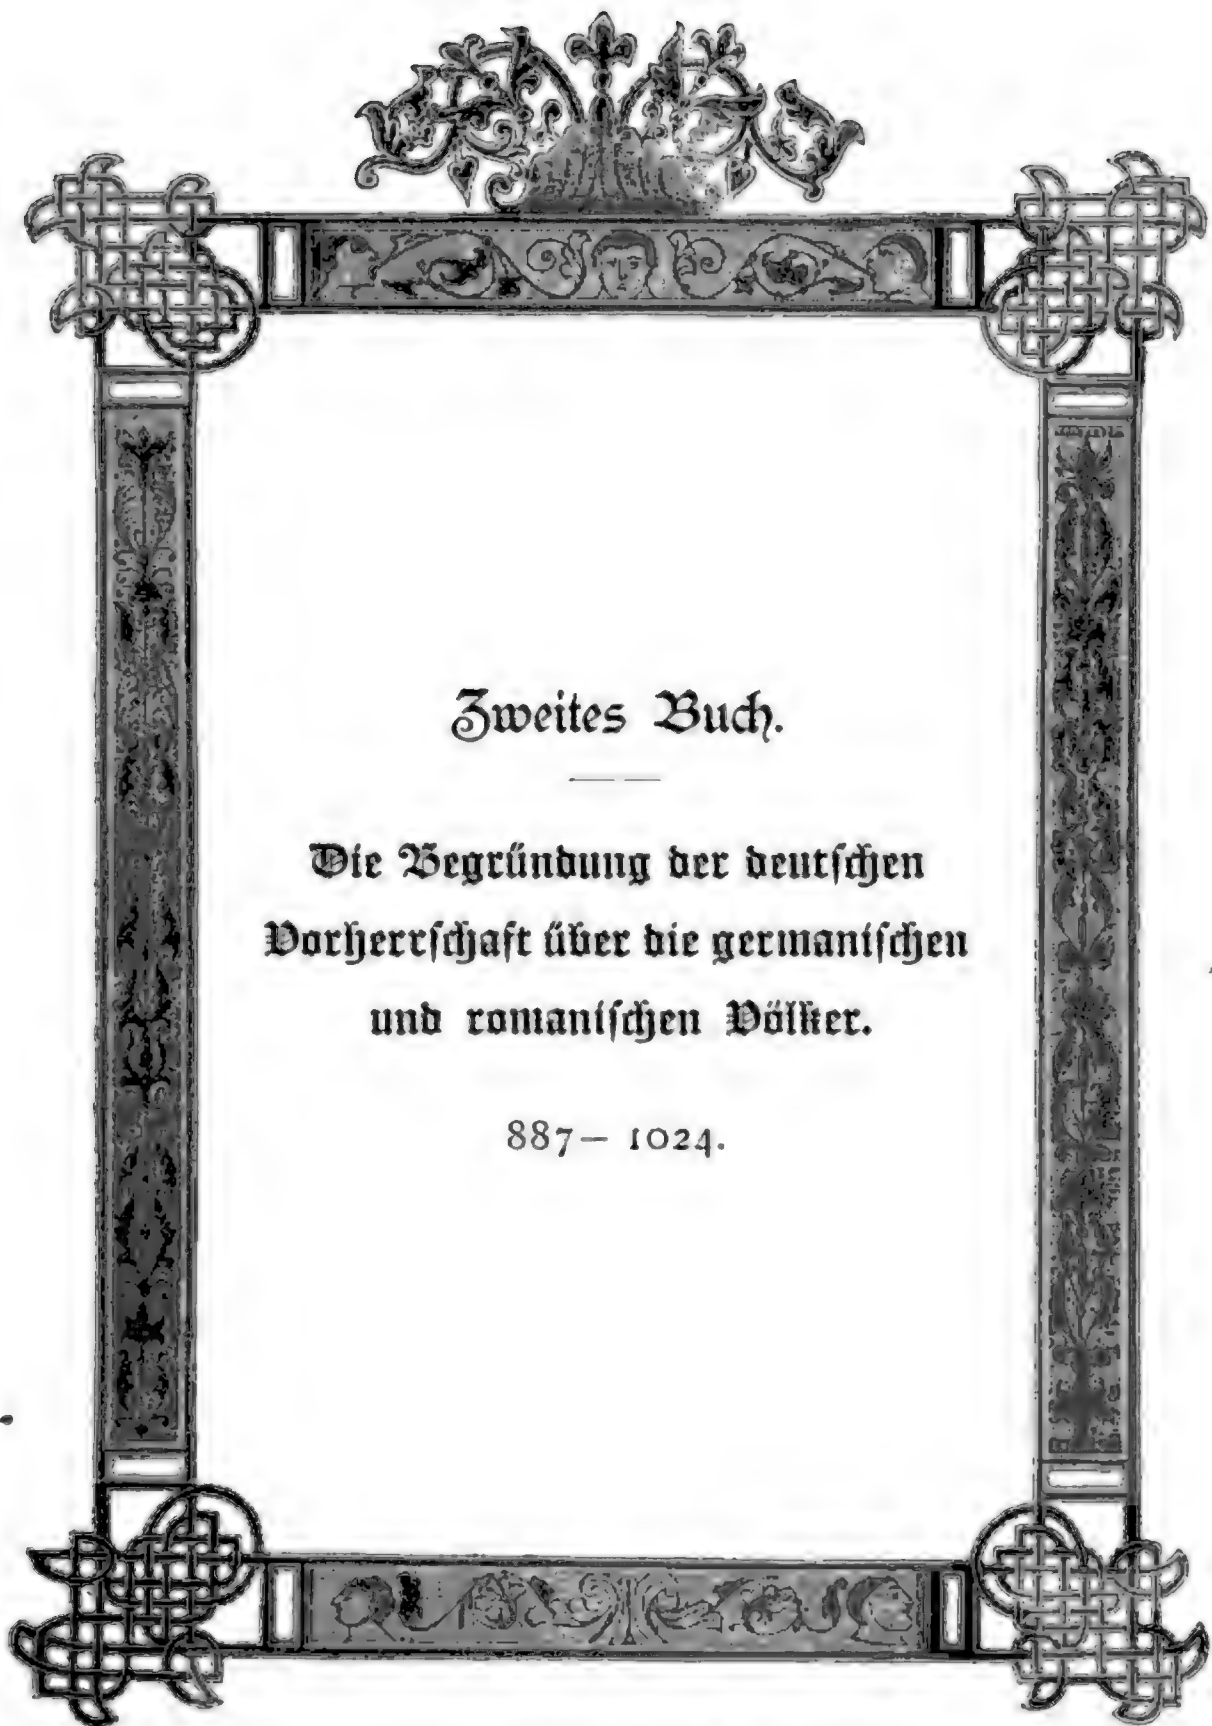 Zweites Buch.
Die Begründung der deutschen
Vorherrschaft über die germanischen
und romanischen Völker.
887– 1024.